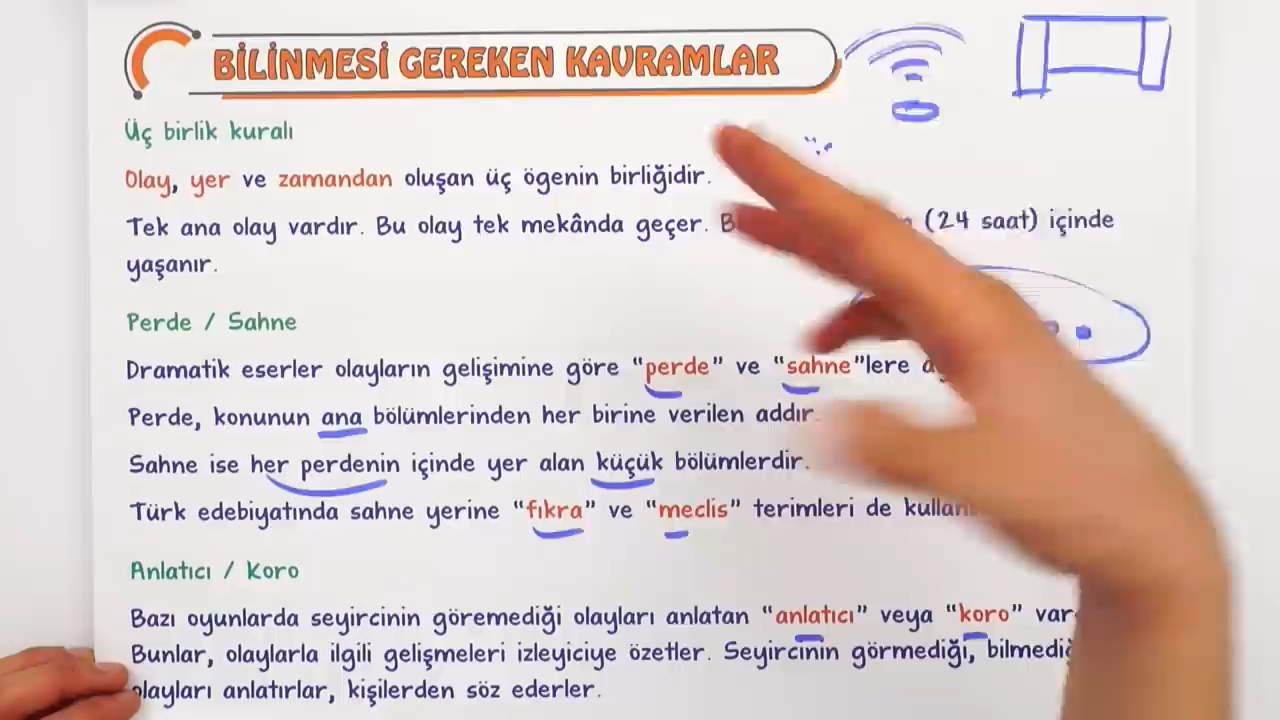 BİLİNMESİ GEREKEN KAVRAMLAR
Üç birlik kuralı
Olay, yer ve zamandan oluşan üç ögenin birliğidir.
Tek ana olay vardır. Bu olay tek mekânda geçer. (24 saat) içinde
yaşanır.
Perde / Sahne
Dramatik eserler olayların gelişimine göre “perde” ve “sahne”lere
Perde, konunun ana bölümlerinden her birine verilen addır.
Sahne ise her perdenin içinde yer alan küçük bölümlerdir.
Türk edebiyatında sahne yerine “fıkra” ve “meclis” terimleri de
Anlatıcı / Koro
Bazı oyunlarda seyircinin göremediği olayları anlatan “anlatıcı” veya “koro”
Bunlar, olaylarla ilgili gelişmeleri izleyiciye özetler. Seyircinin görmediği,
olayları anlatırlar, kişilerden söz ederler.